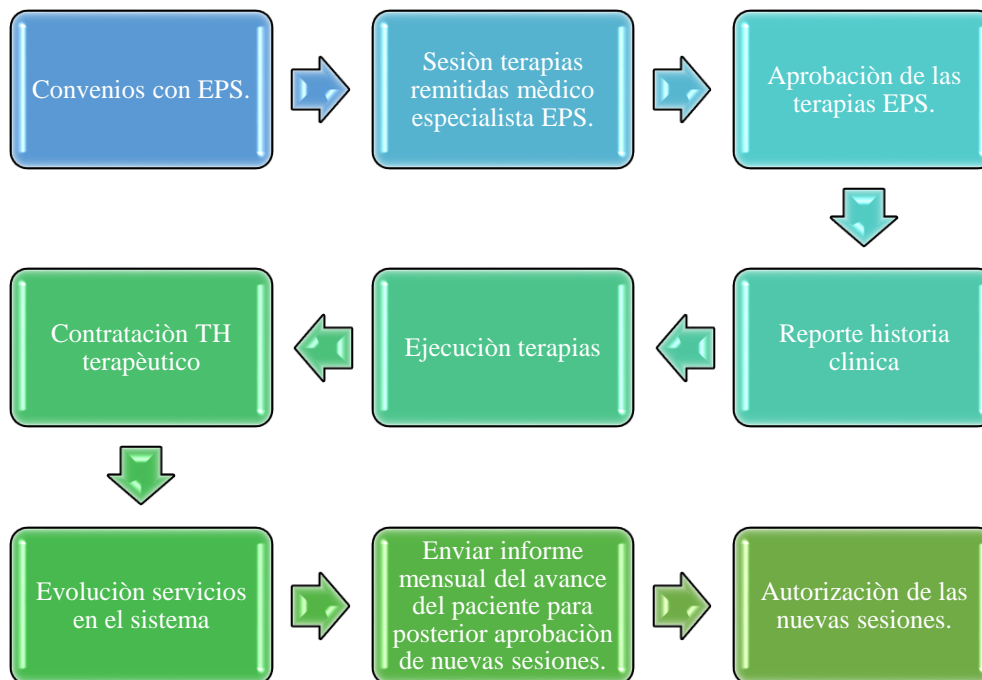 Convenios con EPS.
Sesiòn terapias
remitidas mèdico
especialista EPS.
Aprobaciòn de las
terapias EPS.
Reporte historia
clinica
Ejecuciòn terapias
Contrataciòn TH
terapèutico
Evoluciòn servicios
en el sistema
Enviar informe
mensual del avance
del paciente para
posterior aprobaciòn
de nuevas sesiones.
Autorizaciòn de las
nuevas sesiones.